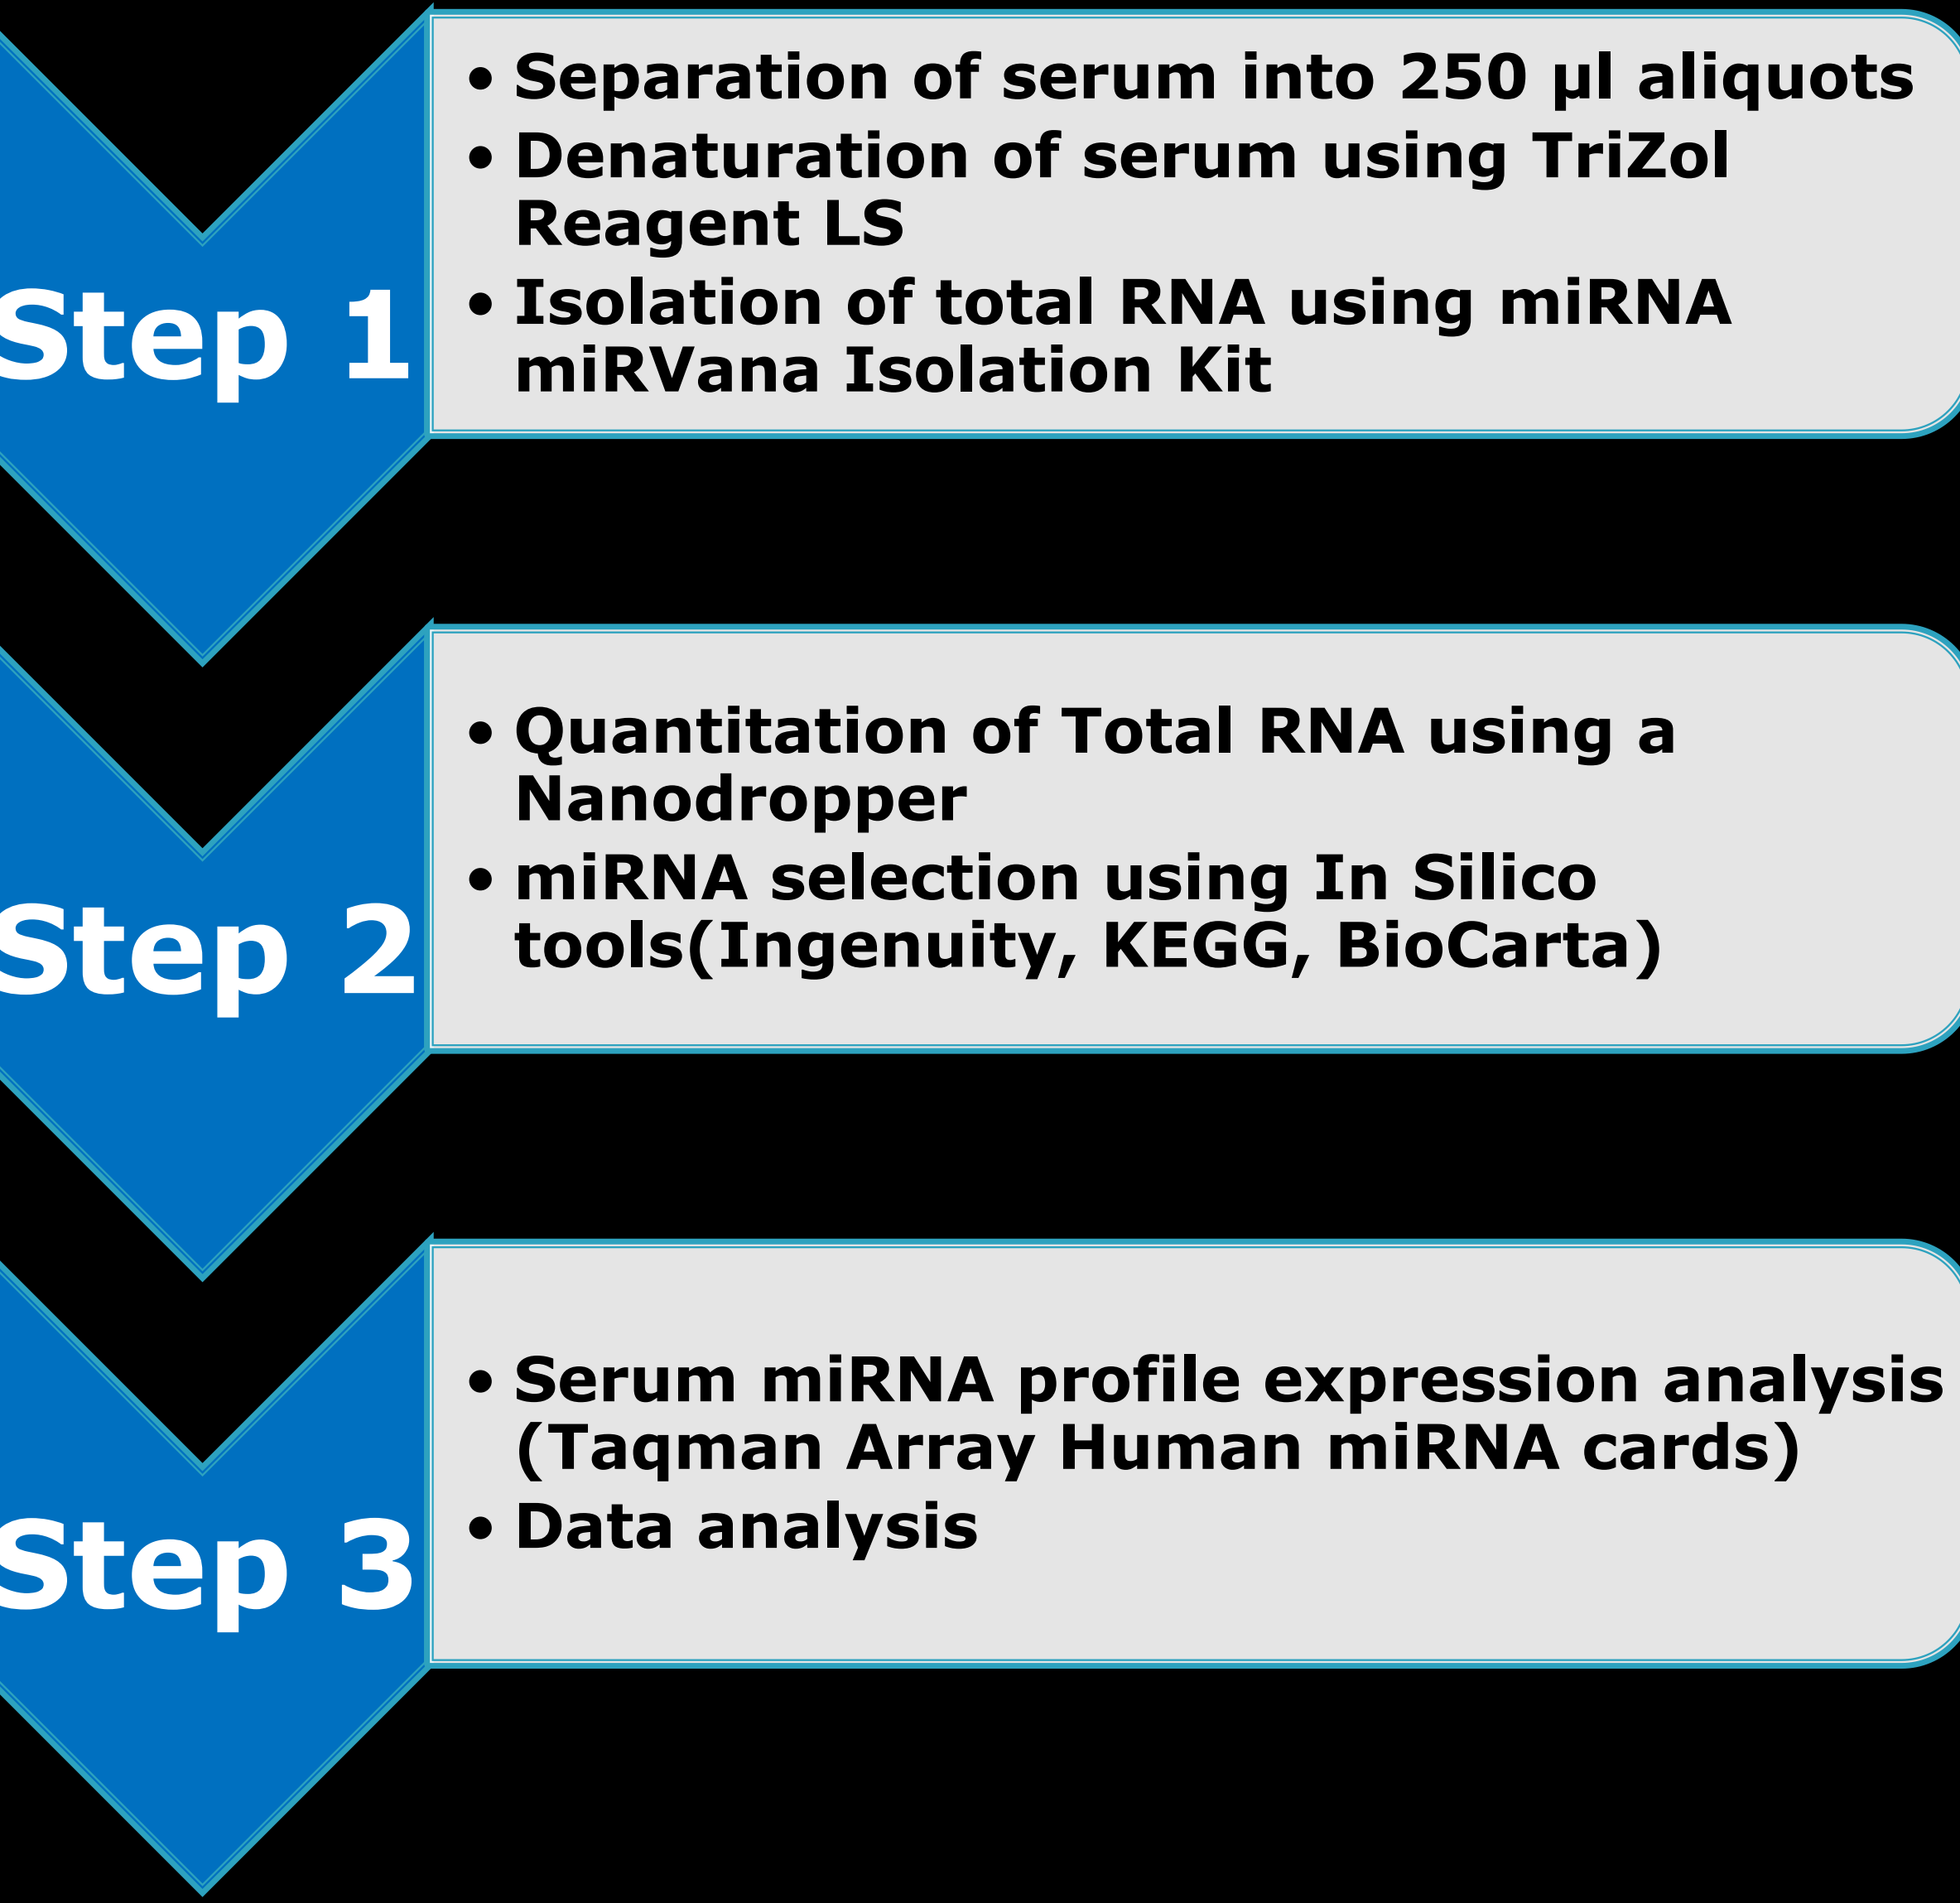 Step 1
• Separation of serum into 250 µl aliquots
• Denaturation of serum using TriZol
Reagent LS
• Isolation of total RNA using miRNA
miRVana Isolation Kit
Step 2
• Quantitation of Total RNA using a
Nanodropper
• miRNA selection using In Silico
tools(Ingenuity, KEGG, BioCarta)
Step 3
• Serum miRNA profile expression analysis
(Taqman Array Human miRNA cards)
• Data analysis